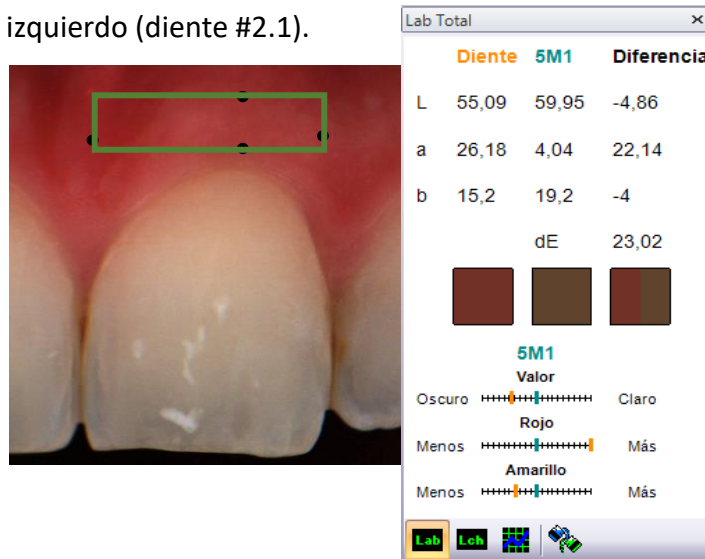 izquierdo (diente #2.1).
Lab Total ×
Diente 5M1 Diferencia
L 55,09 59,95 -4,86
a 26,18 4,04 22,14
b 15,2 19,2 -4
dE 23,02
5M1
Valor
Oscuro Claro
Rojo
Menos Más
Amarillo
Menos Más
Lab Lch